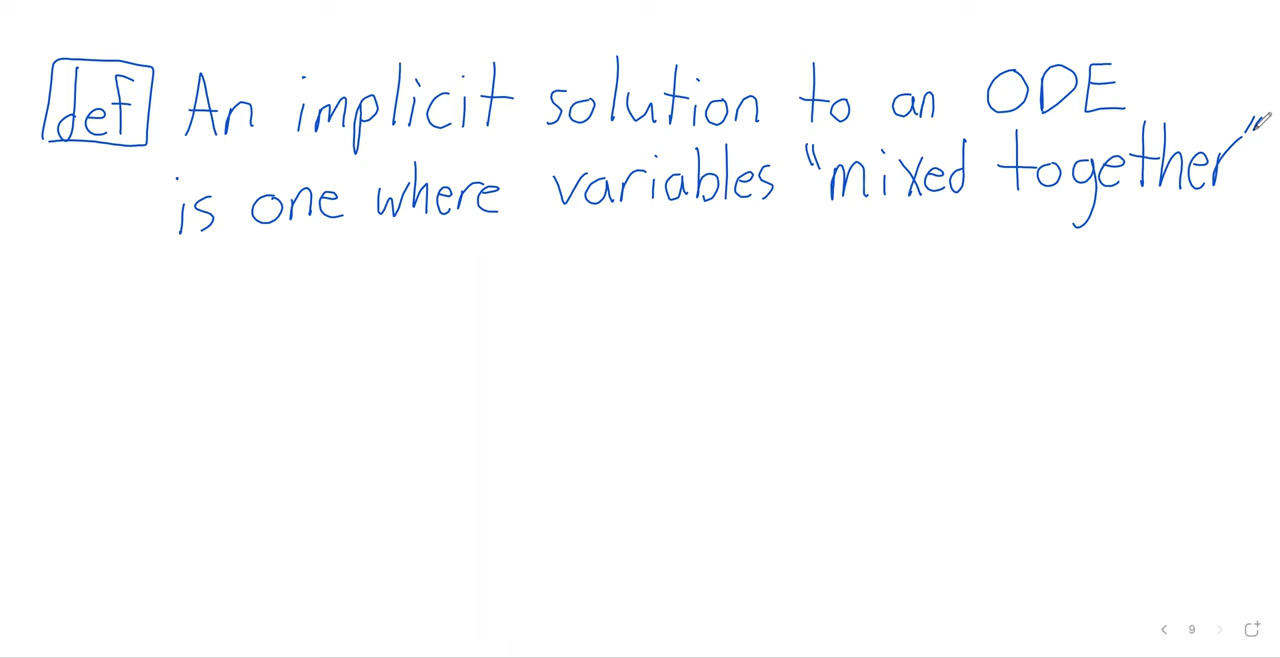 def An implicit solution to an ODE
is one where variables "mixed together"
9